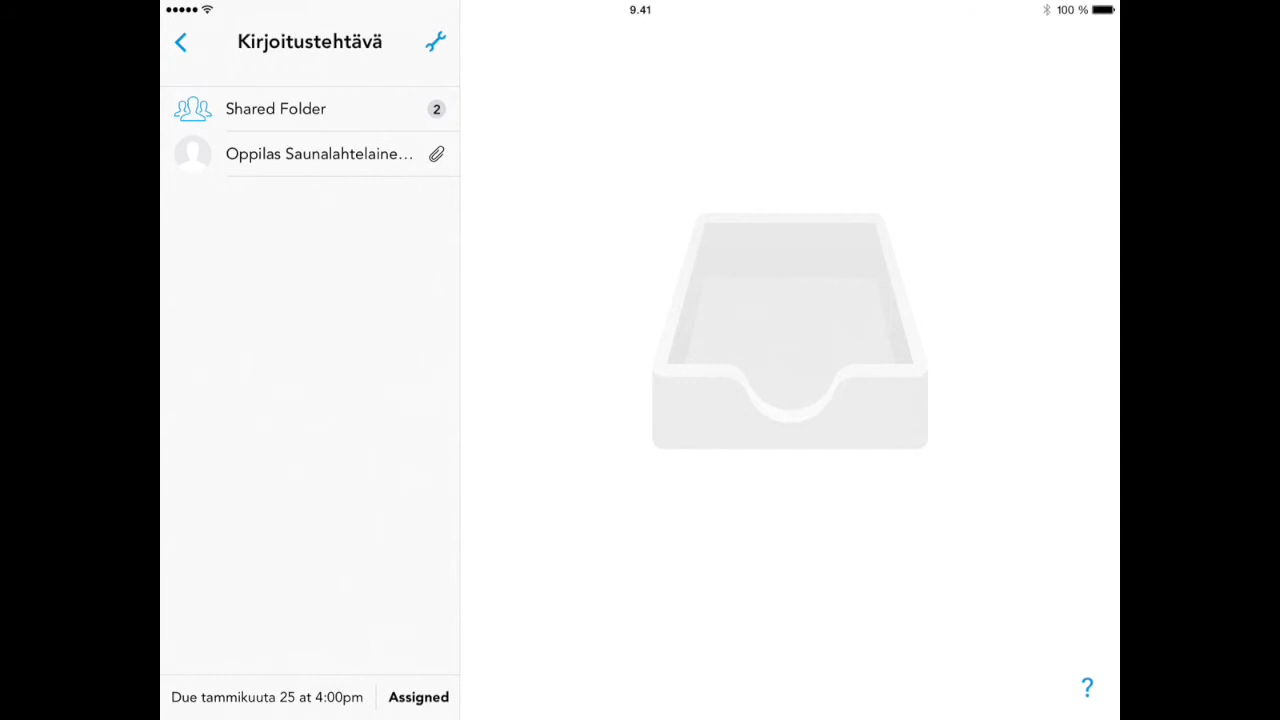 9.41
100 %
Kirjoitustehtävä
Shared Folder
2
Oppilas Saunalahtelaine…
Due tammikuuta 25 at 4:00pm
Assigned
?